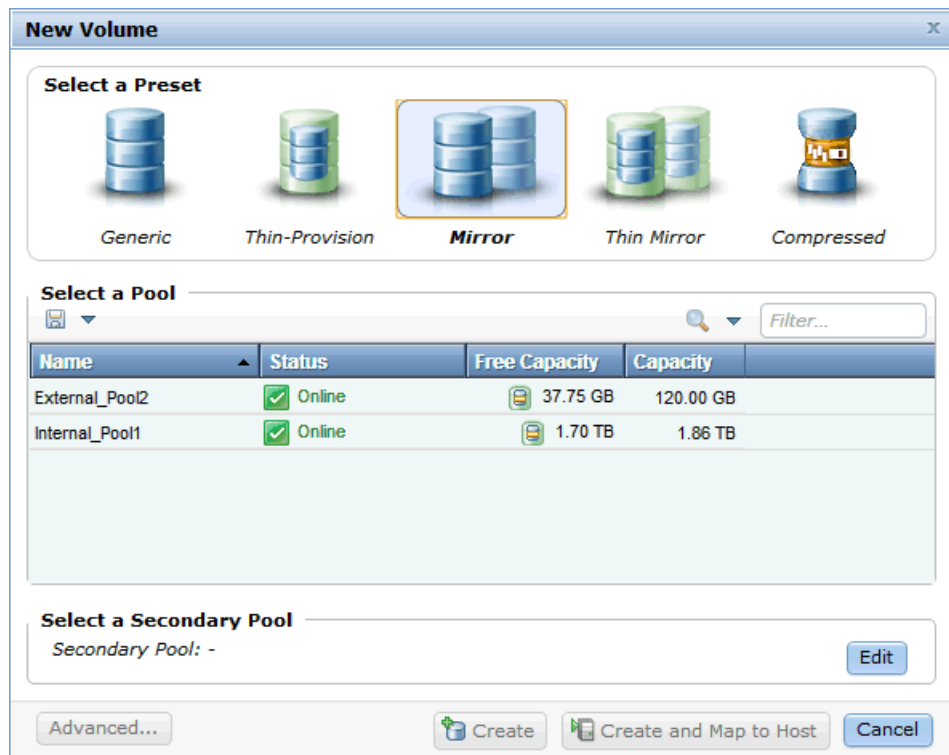 New Volume x
Select a Preset
Generic Thin-Provision Mirror Thin Mirror Compressed
Select a Pool
Filter...
Name Status Free Capacity Capacity
External_Pool2 Online 37.75 GB 120.00 GB
Internal_Pool1 Online 1.70 TB 1.86 TB
Select a Secondary Pool
Secondary Pool: -
Edit
Advanced... Create Create and Map to Host Cancel